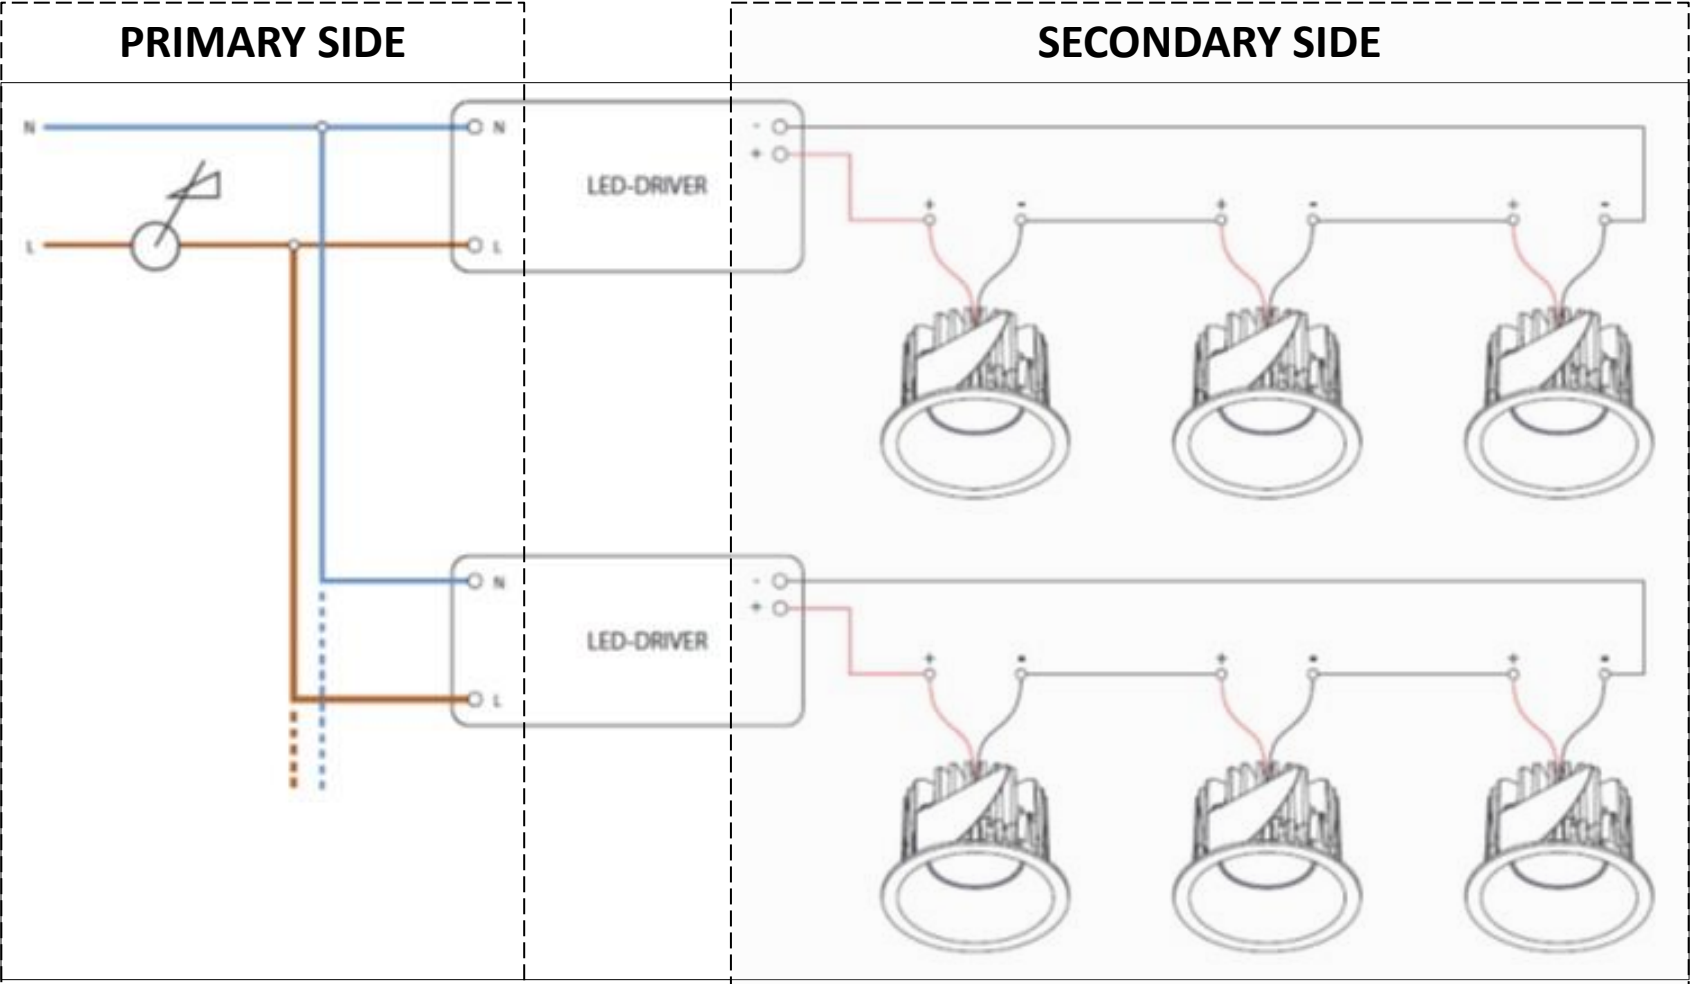 PRIMARY SIDE
SECONDARY SIDE
N
N
-
+
LED-DRIVER
L
L
+ - + - + -
N
-
+
LED-DRIVER
L
+ - + - + -